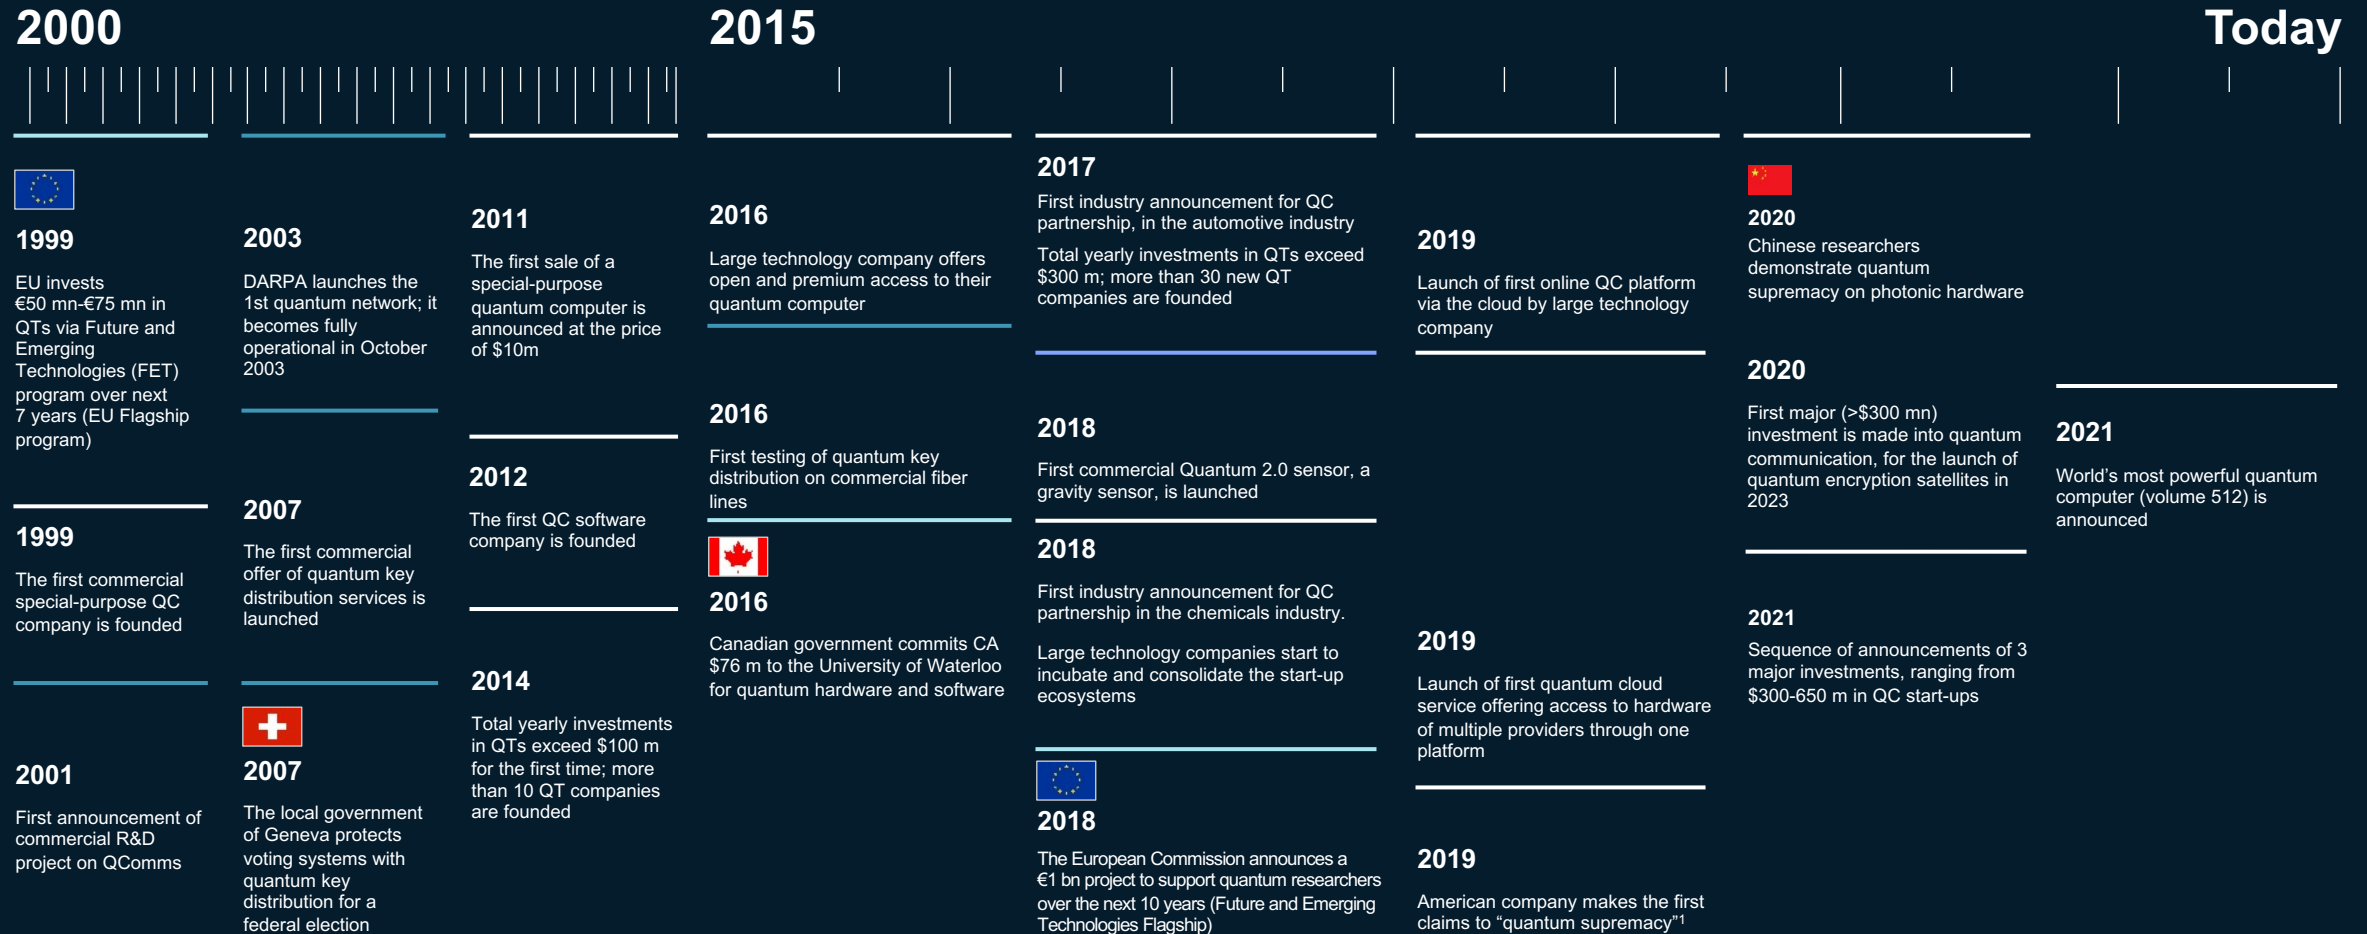 2000
2015
Today
1999
EU invests
€50 mn-€75 mn in
QTs via Future and
Emerging
Technologies (FET)
program over next
7 years (EU Flagship
program)
1999
The first commercial
special-purpose QC
company is founded
2001
First announcement of
commercial R&D
project on QComms
2003
DARPA launches the
1st quantum network; it
becomes fully
operational in October
2003
2007
The first commercial
offer of quantum key
distribution services is
launched
2007
The local government
of Geneva protects
voting systems with
quantum key
distribution for a
federal election
2011
The first sale of a
special-purpose
quantum computer is
announced at the price
of $10m
2012
The first QC software
company is founded
2014
Total yearly investments
in QTs exceed $100 m
for the first time; more
than 10 QT companies
are founded
2016
Large technology company offers
open and premium access to their
quantum computer
2016
First testing of quantum key
distribution on commercial fiber
lines
2016
Canadian government commits CA
$76 m to the University of Waterloo
for quantum hardware and software
2017
First industry announcement for QC
partnership, in the automotive industry
Total yearly investments in QTs exceed
$300 m; more than 30 new QT
companies are founded
2018
First commercial Quantum 2.0 sensor, a
gravity sensor, is launched
2018
First industry announcement for QC
partnership in the chemicals industry.
Large technology companies start to
incubate and consolidate the start-up
ecosystems
2018
The European Commission announces a
€1 bn project to support quantum researchers
over the next 10 years (Future and Emerging
Technologies Flagship)
2019
Launch of first online QC platform
via the cloud by large technology
company
2019
Launch of first quantum cloud
service offering access to hardware
of multiple providers through one
platform
2019
American company makes the first
claims to “quantum supremacy”1
2020
Chinese researchers
demonstrate quantum
supremacy on photonic hardware
2020
First major (>$300 mn)
investment is made into quantum
communication, for the launch of
quantum encryption satellites in
2023
2021
Sequence of announcements of 3
major investments, ranging from
$300-650 m in QC start-ups
2021
World’s most powerful quantum
computer (volume 512) is
announced